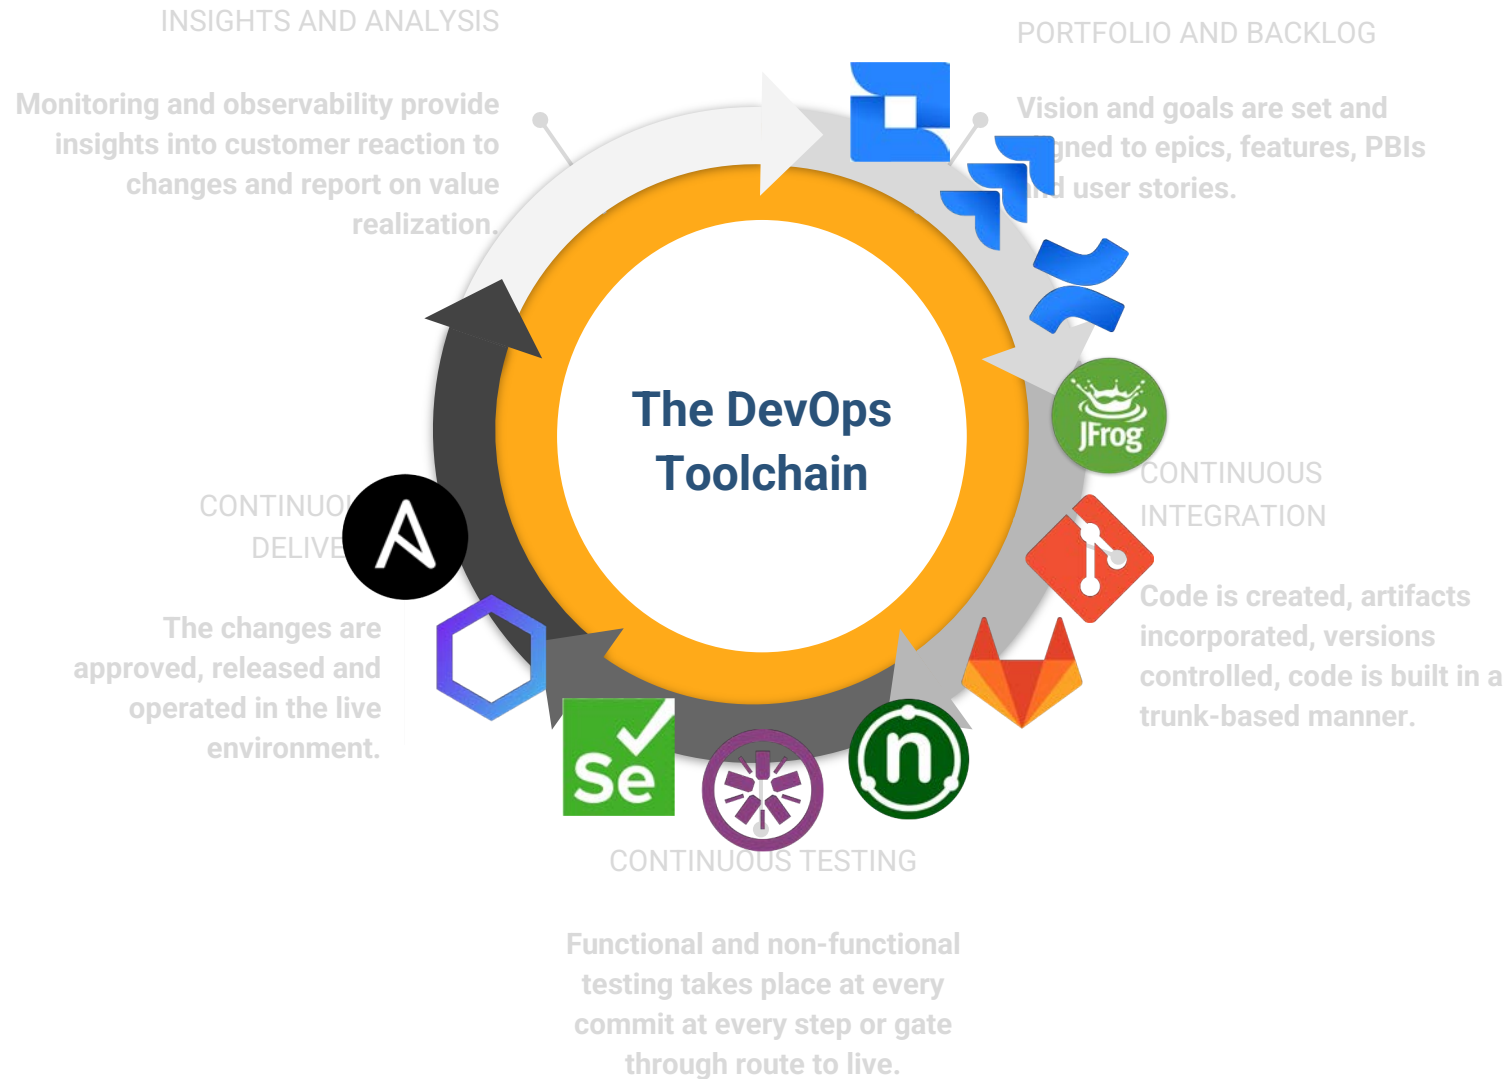 INSIGHTS AND ANALYSIS
Monitoring and observability provide
insights into customer reaction to
changes and report on value
realization.
PORTFOLIO AND BACKLOG
Vision and goals are set and
to epics, features, PBIs
user stories.
The DevOps
Toolchain
JFrog
CONTINUOUS
INTEGRATION
Code is created, artifacts
incorporated, versions
controlled, code is built in a
trunk-based manner.
The changes are
approved, released and
operated in the live
environment.
Se
n
CONTINUOUS TESTING
Functional and non-functional
testing takes place at every
commit at every step or gate
through route to live.